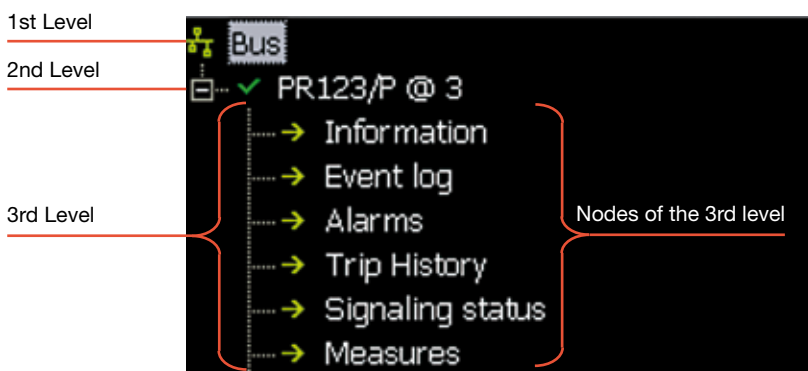 1st Level
Bus
2nd Level
PR123/P @ 3
Information
Event log
3rd Level
Alarms
Nodes of the 3rd level
Trip History
Signaling status
Measures